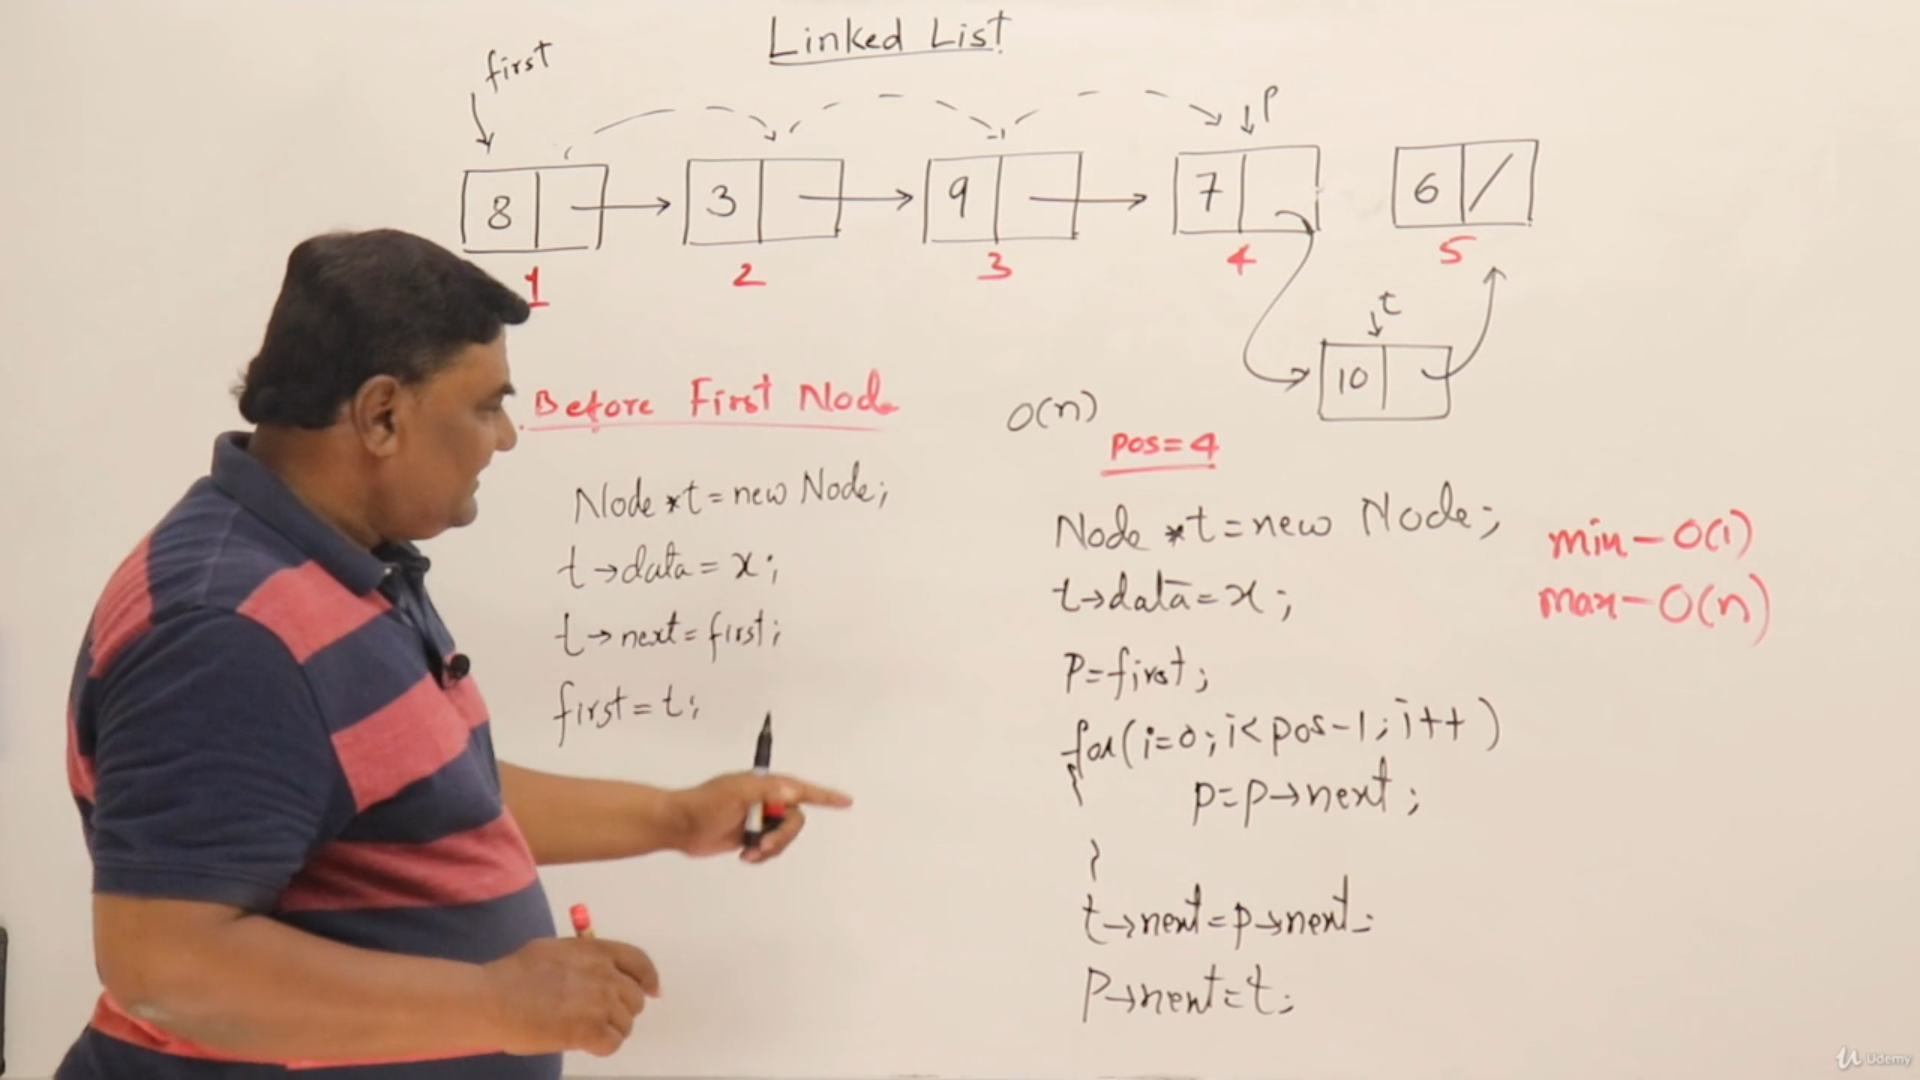 Linked List
first
p
8 3 9 7 6 /
1 2 3 4 5
t
10
Before First Node
Node *t = new Node;
t→data = x;
t→next = first;
first = t;
O(n)
pos = 4
Node *t = new Node;
t→data = x;
P = first;
for(i=0; i<pos-1; i++)
{
p = p→next;
}
t→next = p→next;
P→next = t;
min - O(1)
max - O(n)
Udemy